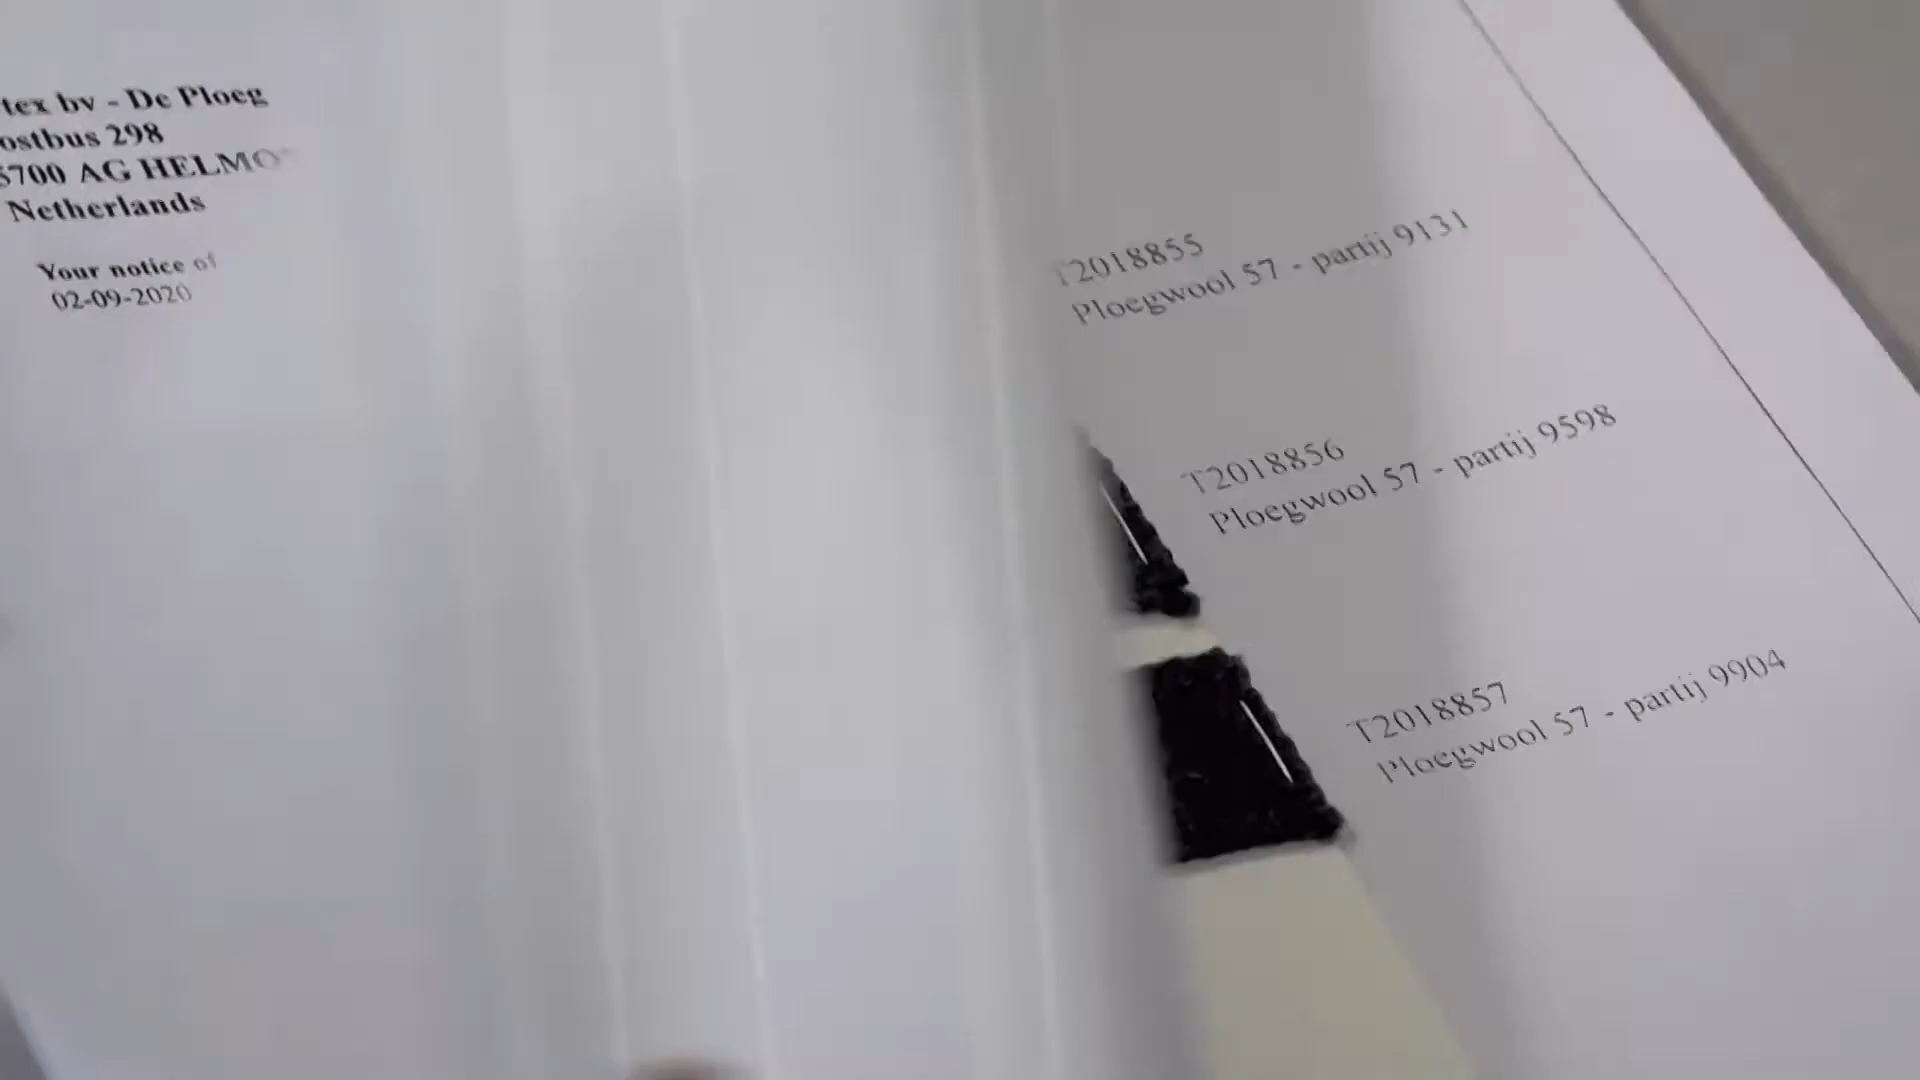 tex bv - De Ploeg
ostbus 298
5700 AG HELMO
Netherlands
Your notice of
02-09-2020
T2018855
Ploegwool 57 - partij 9131
T2018856
Ploegwool 57 - partij 9598
T2018857
Ploegwool 57 - partij 9904